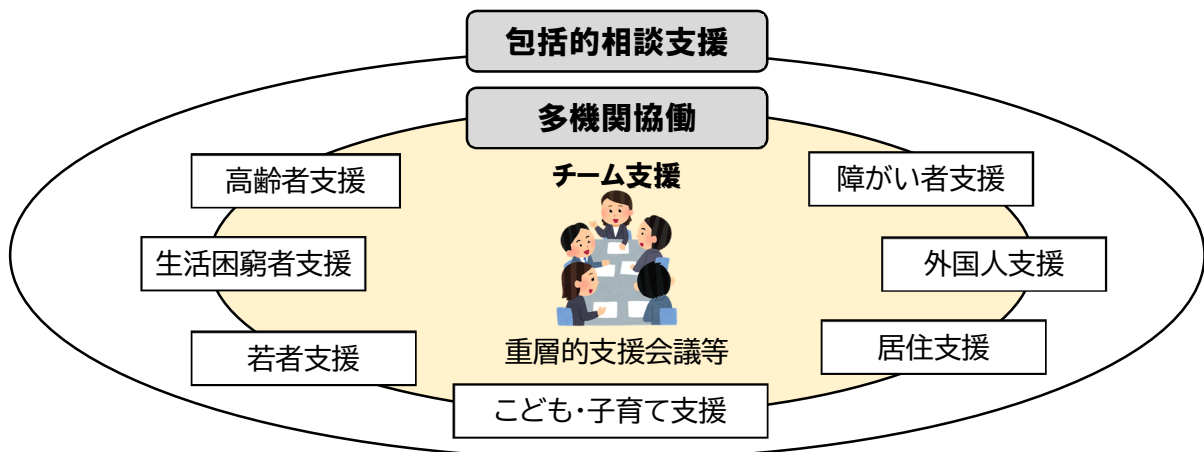 包括的相談支援
多機関協働
チーム支援
高齢者支援
障がい者支援
生活困窮者支援
外国人支援
若者支援
重層的支援会議等
居住支援
こども・子育て支援